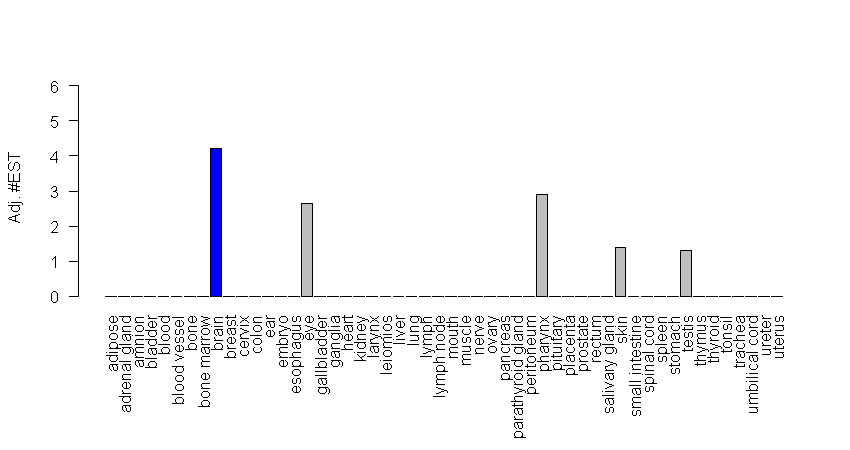 6
5
4
3
2
1
0
Adj. #EST
adipose
adrenal gland
amnion
bladder
blood
blood vessel
bone
bone marrow
brain
breast
cervix
colon
ear
embryo
esophagus
eye
gallbladder
ganglia
heart
kidney
larynx
leiomios
liver
lung
lymph
lymph node
mouth
muscle
nerve
ovary
pancreas
parathyroid gland
peritoneum
pharynx
pituitary
placenta
prostate
rectum
salivary gland
skin
small intestine
spinal cord
spleen
stomach
testis
thymus
thyroid
tonsil
trachea
umbilical cord
ureter
uterus